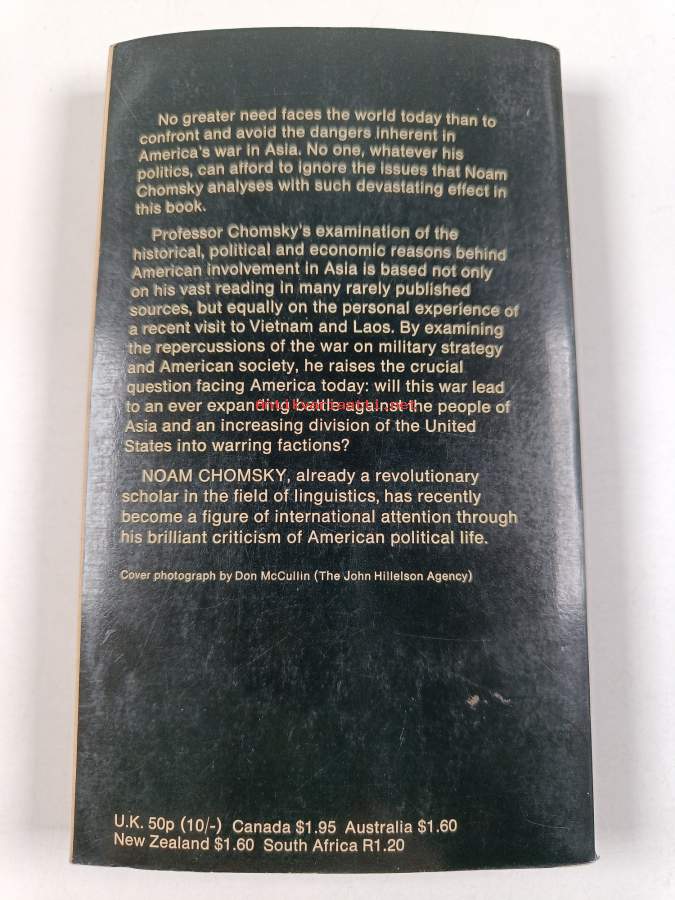 No greater need faces the world today than to
confront and avoid the dangers inherent in
America's war in Asia. No one, whatever his
politics, can afford to ignore the issues that Noam
Chomsky analyses with such devastating effect in
this book.
Professor Chomsky's examination of the
historical, political and economic reasons behind
American involvement in Asia is based not only
on his vast reading in many rarely published
sources, but equally on the personal experience of
a recent visit to Vietnam and Laos. By examining
the repercussions of the war on military strategy
and American society, he raises the crucial
question facing America today: will this war lead
to an ever expanding battle against the people of
Asia and an increasing division of the United
States into warring factions?
NOAM CHOMSKY, already a revolutionary
scholar in the field of linguistics, has recently
become a figure of international attention through
his brilliant criticism of American political life.
Cover photograph by Don McCullin (The John Hillelson Agency)
U.K. 50p (10/-) Canada $1.95 Australia $1.60
New Zealand $1.60 South Africa R1.20